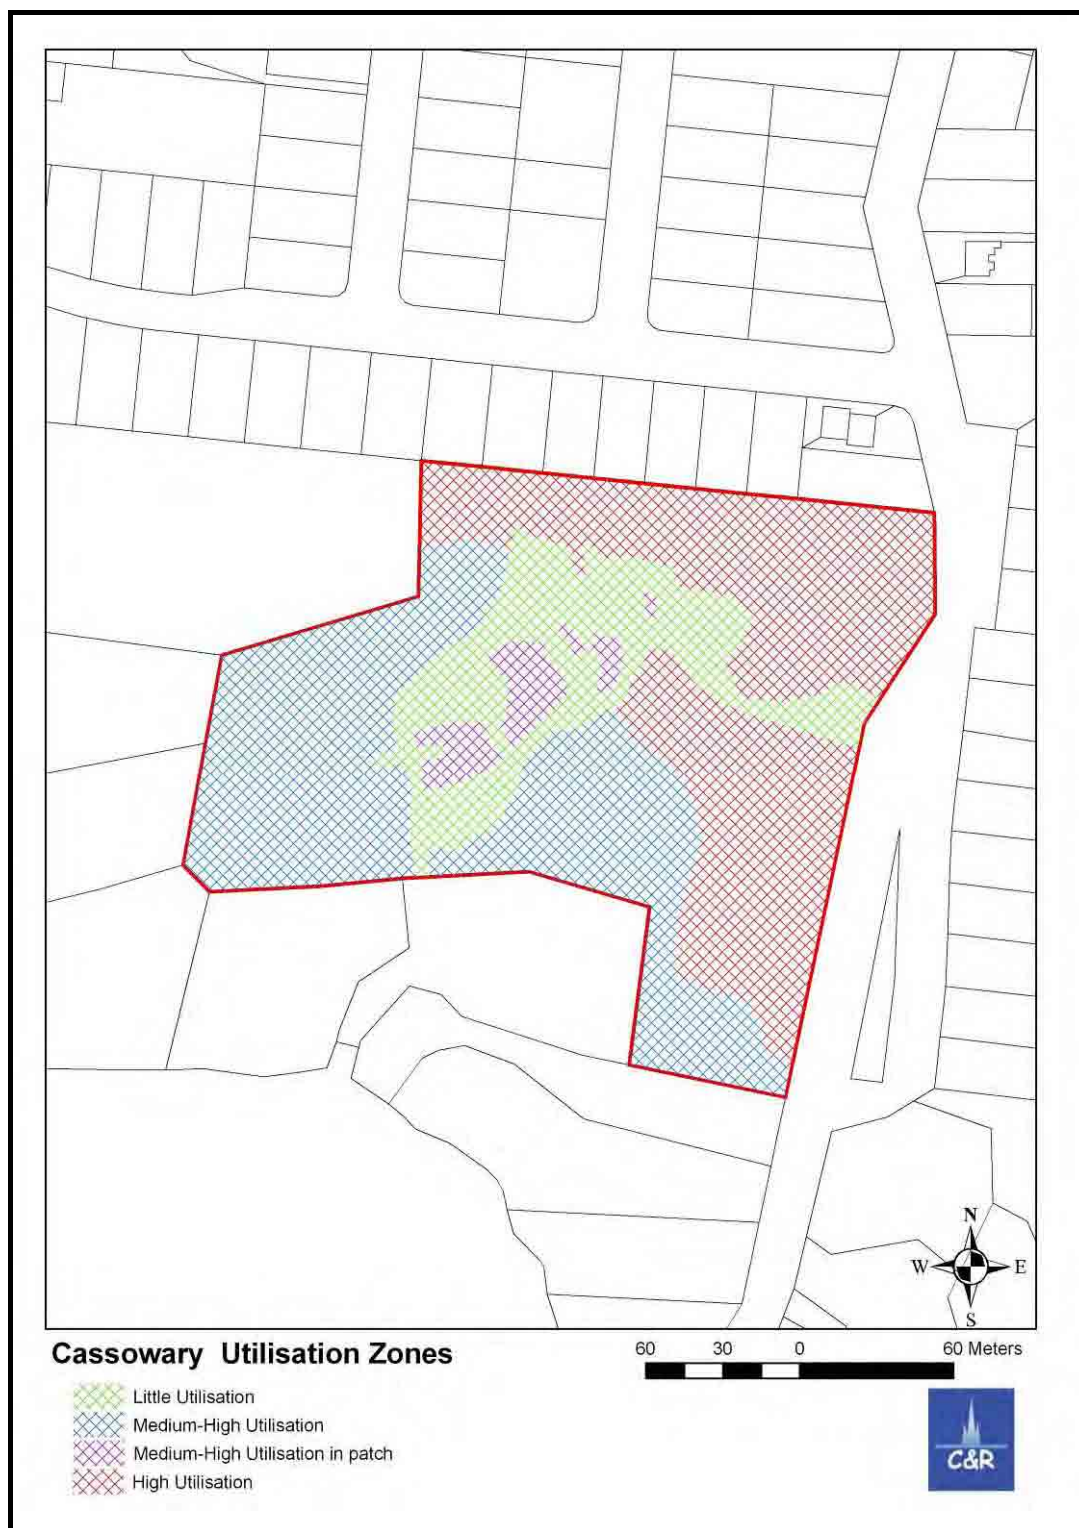 N
W E
S
Cassowary Utilisation Zones
60 30 0 60 Meters
Little Utilisation
Medium-High Utilisation
Medium-High Utilisation in patch
High Utilisation
C&R